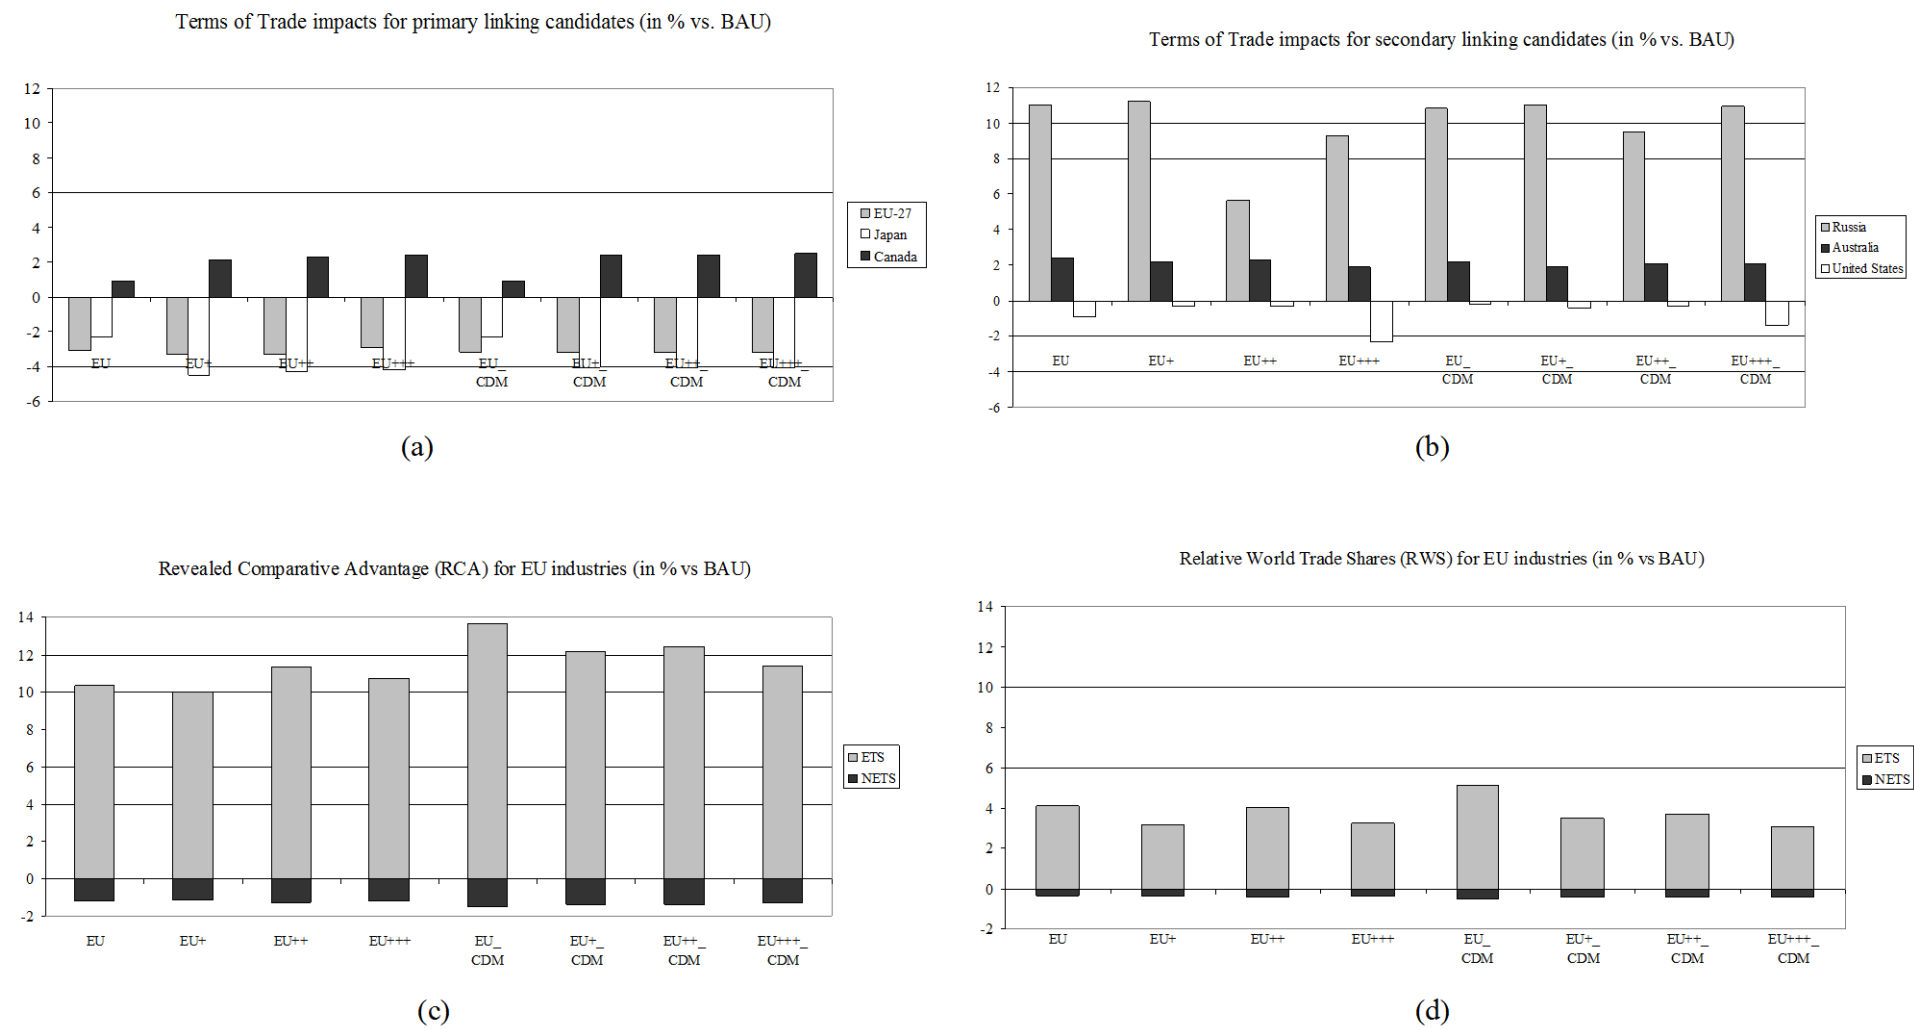 Terms of Trade impacts for primary linking candidates (in % vs. BAU)
12
10
8
6
4
2
0
-2
-4
-6
EU
EU+
EU++
EU+++
EU_
CDM
EU+_
CDM
EU++_
CDM
EU+++_
CDM
EU-27
Japan
Canada
(a)
Terms of Trade impacts for secondary linking candidates (in % vs. BAU)
12
10
8
6
4
2
0
-2
-4
-6
EU
EU+
EU++
EU+++
EU_
CDM
EU+_
CDM
EU++_
CDM
EU+++_
CDM
Russia
Australia
United States
(b)
Revealed Comparative Advantage (RCA) for EU industries (in % vs BAU)
14
12
10
8
6
4
2
0
-2
EU
EU+
EU++
EU+++
EU_
CDM
EU+_
CDM
EU++_
CDM
EU+++_
CDM
ETS
NETS
(c)
Relative World Trade Shares (RWS) for EU industries (in % vs BAU)
14
12
10
8
6
4
2
0
-2
EU
EU+
EU++
EU+++
EU_
CDM
EU+_
CDM
EU++_
CDM
EU+++_
CDM
ETS
NETS
(d)